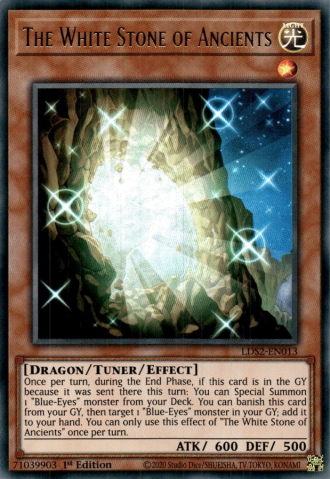 THE WHITE STONE OF ANCIENTS
LIGHT
光
LDS2-EN013
[DRAGON/TUNER/EFFECT]
Once per turn, during the End Phase, if this card is in the GY
because it was sent there this turn: You can Special Summon
1 "Blue-Eyes" monster from your Deck. You can banish this card
from your GY, then target 1 "Blue-Eyes" monster in your GY; add it
to your hand. You can only use this effect of "The White Stone of
Ancients" once per turn.
ATK/ 600 DEF/ 500
71039903 1st Edition ©2020 Studio Dice/SHUEISHA, TV TOKYO, KONAMI